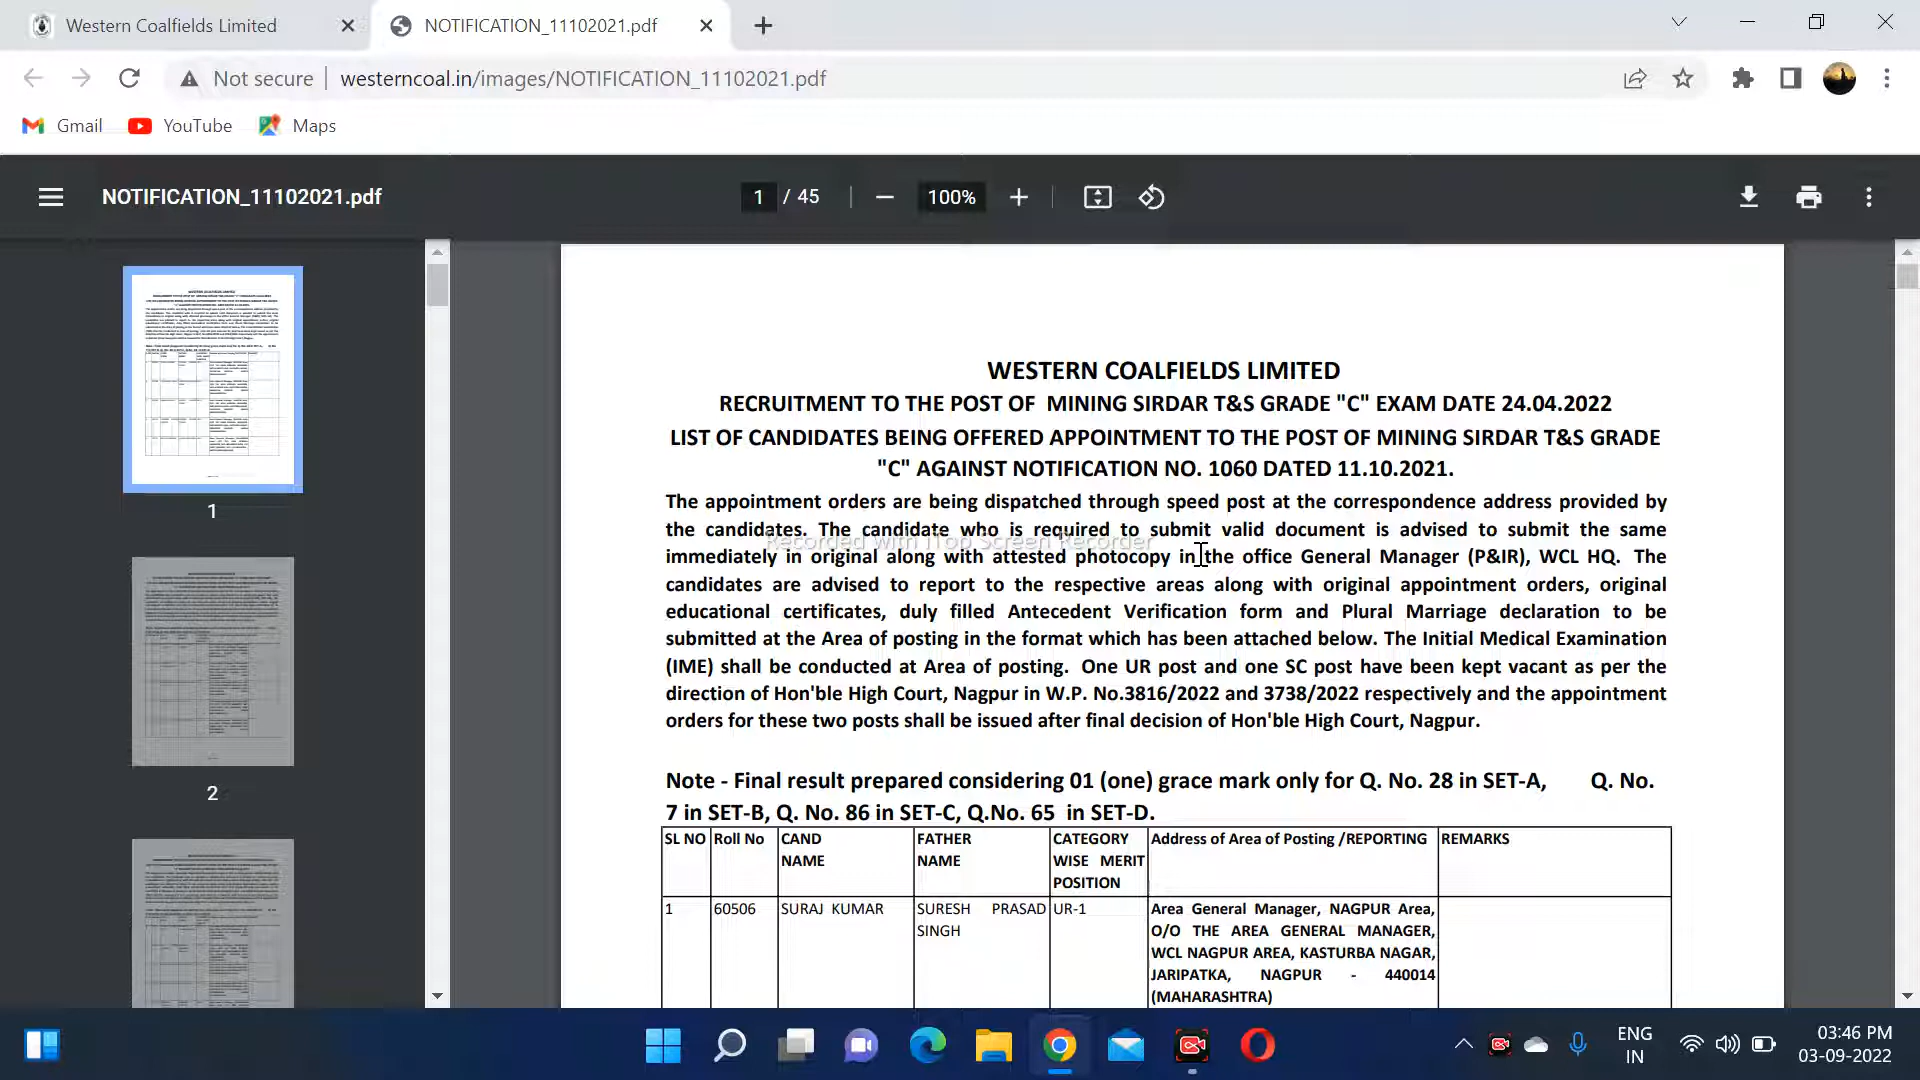 Western Coalfields Limited
NOTIFICATION_11102021.pdf
Not secure
westerncoal.in/images/NOTIFICATION_11102021.pdf
Gmail
YouTube
Maps
NOTIFICATION_11102021.pdf
1 / 45
100%
1
2
WESTERN COALFIELDS LIMITED
RECRUITMENT TO THE POST OF MINING SIRDAR T&S GRADE "C" EXAM DATE 24.04.2022
LIST OF CANDIDATES BEING OFFERED APPOINTMENT TO THE POST OF MINING SIRDAR T&S GRADE
"C" AGAINST NOTIFICATION NO. 1060 DATED 11.10.2021.
The appointment orders are being dispatched through speed post at the correspondence address provided by
the candidates. The candidate who is required to submit valid document is advised to submit the same
Recorded with iTop Screen Recorder
immediately in original along with attested photocopy in the office General Manager (P&IR), WCL HQ. The
candidates are advised to report to the respective areas along with original appointment orders, original
educational certificates, duly filled Antecedent Verification form and Plural Marriage declaration to be
submitted at the Area of posting in the format which has been attached below. The Initial Medical Examination
(IME) shall be conducted at Area of posting. One UR post and one SC post have been kept vacant as per the
direction of Hon'ble High Court, Nagpur in W.P. No.3816/2022 and 3738/2022 respectively and the appointment
orders for these two posts shall be issued after final decision of Hon'ble High Court, Nagpur.
Note - Final result prepared considering 01 (one) grace mark only for Q. No. 28 in SET-A, Q. No.
7 in SET-B, Q. No. 86 in SET-C, Q.No. 65 in SET-D.
SL NO Roll No CAND FATHER CATEGORY Address of Area of Posting /REPORTING REMARKS
NAME NAME WISE MERIT
POSITION
1 60506 SURAJ KUMAR SURESH PRASAD UR-1 Area General Manager, NAGPUR Area,
SINGH O/O THE AREA GENERAL MANAGER,
WCL NAGPUR AREA, KASTURBA NAGAR,
JARIPATKA, NAGPUR - 440014
(MAHARASHTRA)
ENG
IN
03:46 PM
03-09-2022